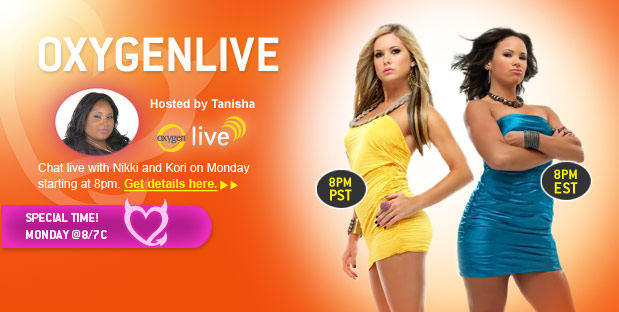 OXYGENLIVE
Hosted by Tanisha
oxygen live
Chat live with Nikki and Kori on Monday
starting at 8pm. Get details here.
SPECIAL TIME!
MONDAY @8/7C
8PM
PST
8PM
EST